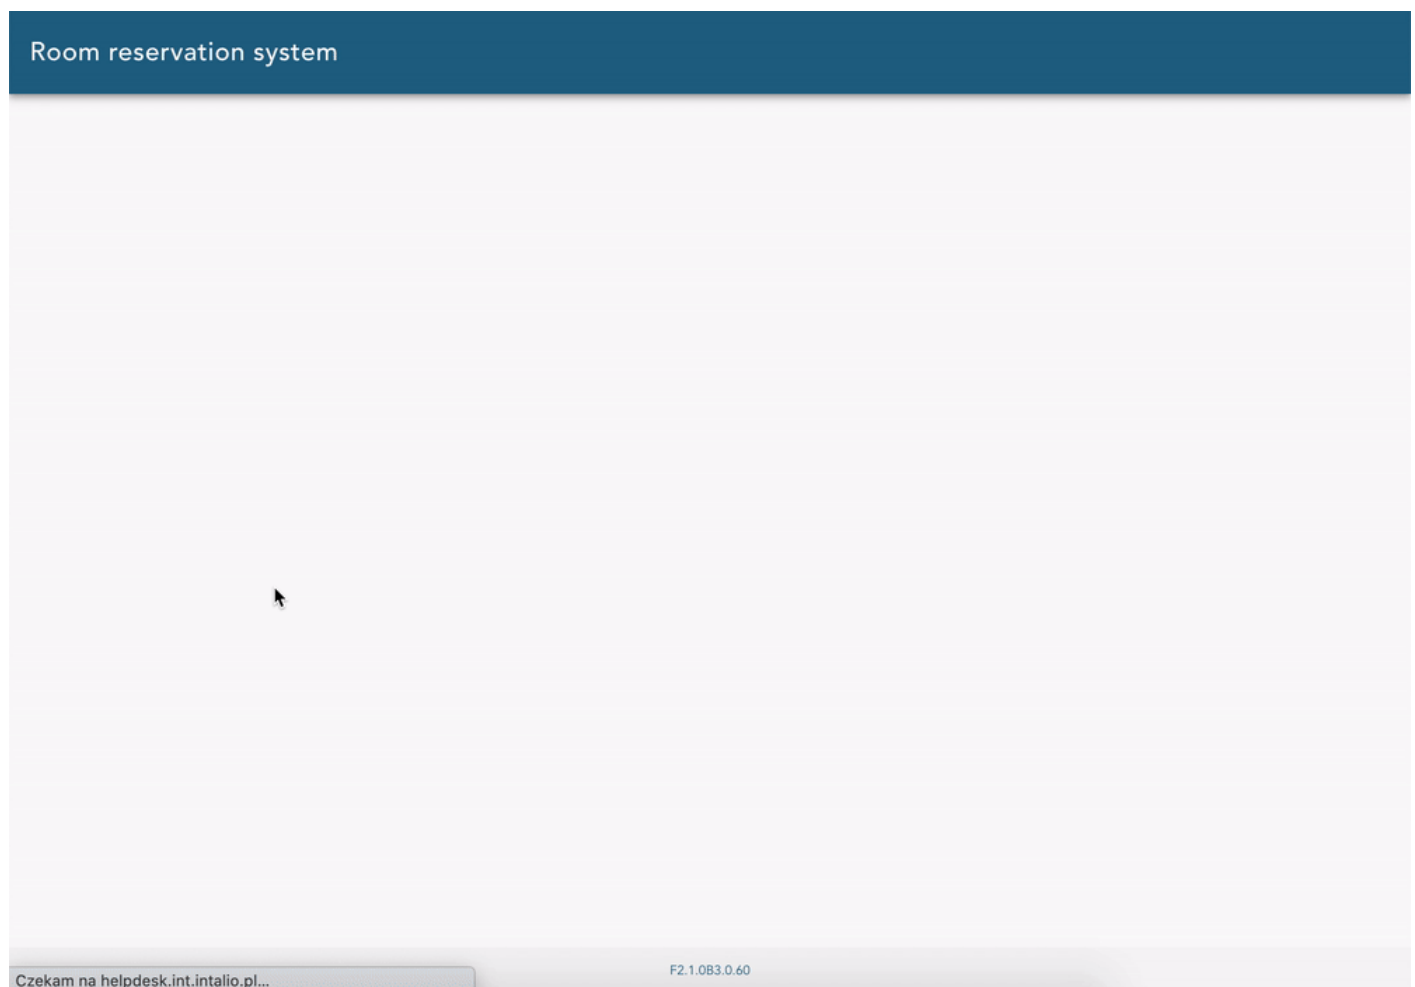 Room reservation system
F2.1.0B3.0.60
Czekam na helpdesk.int.intalio.pl...